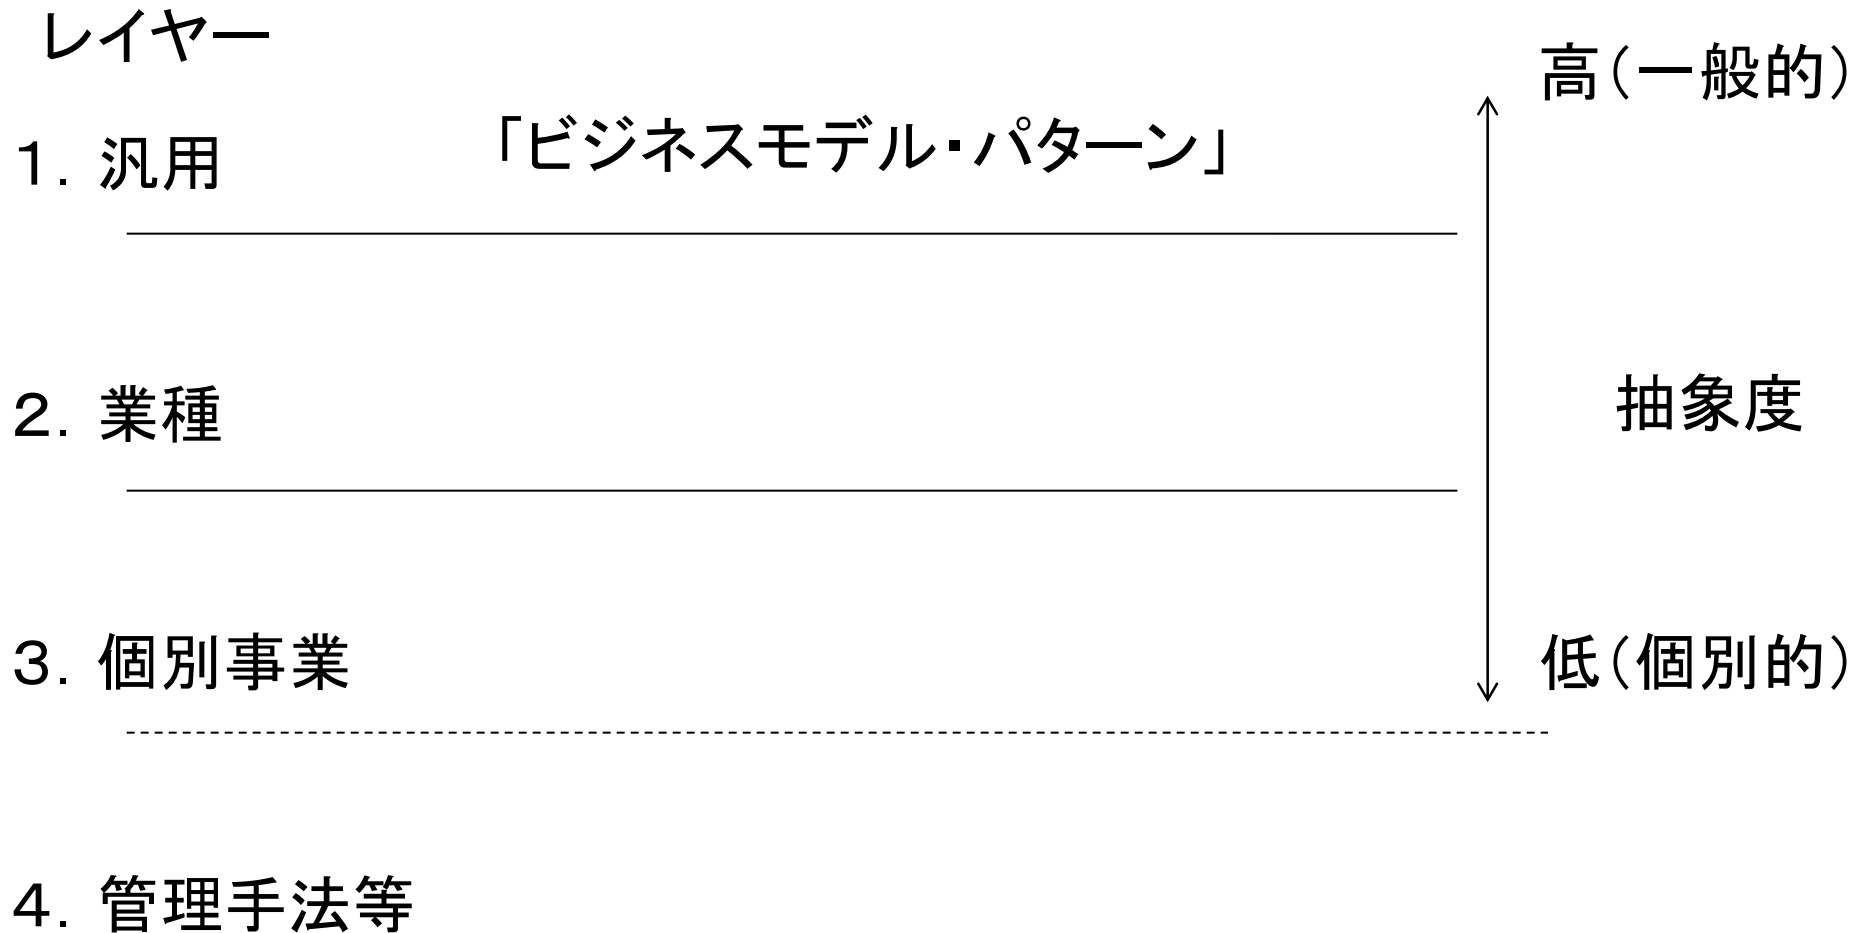 レイヤー
高（一般的）
1．汎用
「ビジネスモデル・パターン」
2．業種
抽象度
3．個別事業
低（個別的）
4．管理手法等